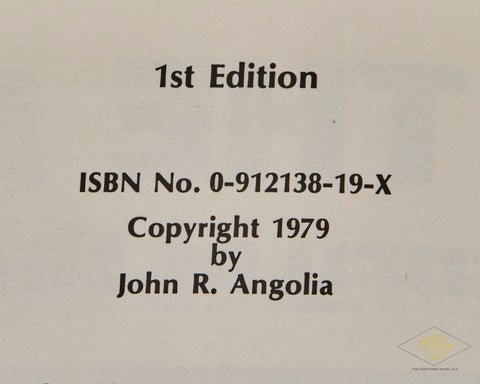 1st Edition
ISBN No. 0-912138-19-X
Copyright 1979
by
John R. Angolia